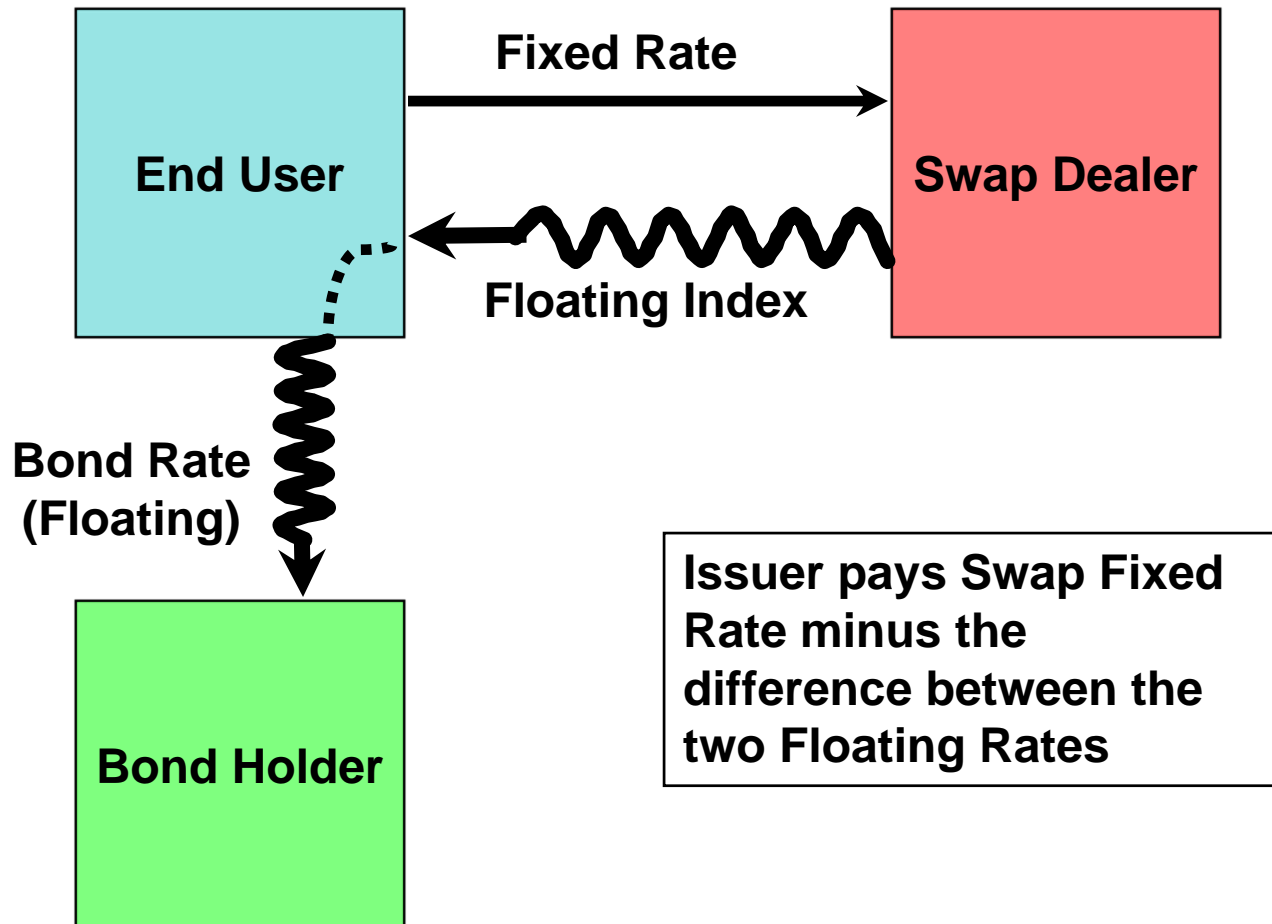 Fixed Rate
End User
Swap Dealer
Floating Index
Bond Rate
(Floating)
Issuer pays Swap Fixed
Rate minus the
difference between the
two Floating Rates
Bond Holder